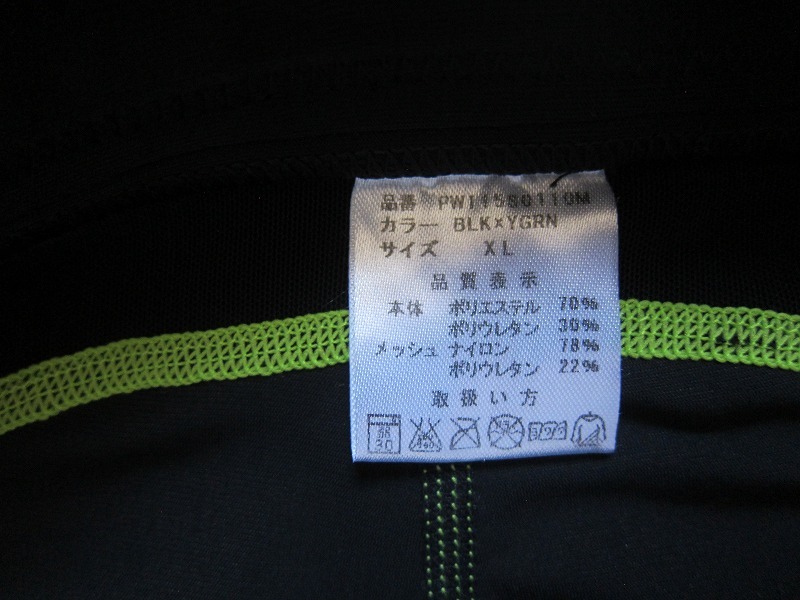 品番 PW115S0110M
カラー BLK×YGRN
サイズ XL
品質表示
本体 ポリエステル 70%
ポリウレタン 30%
メッシュ ナイロン 78%
ポリウレタン 22%
取扱い方